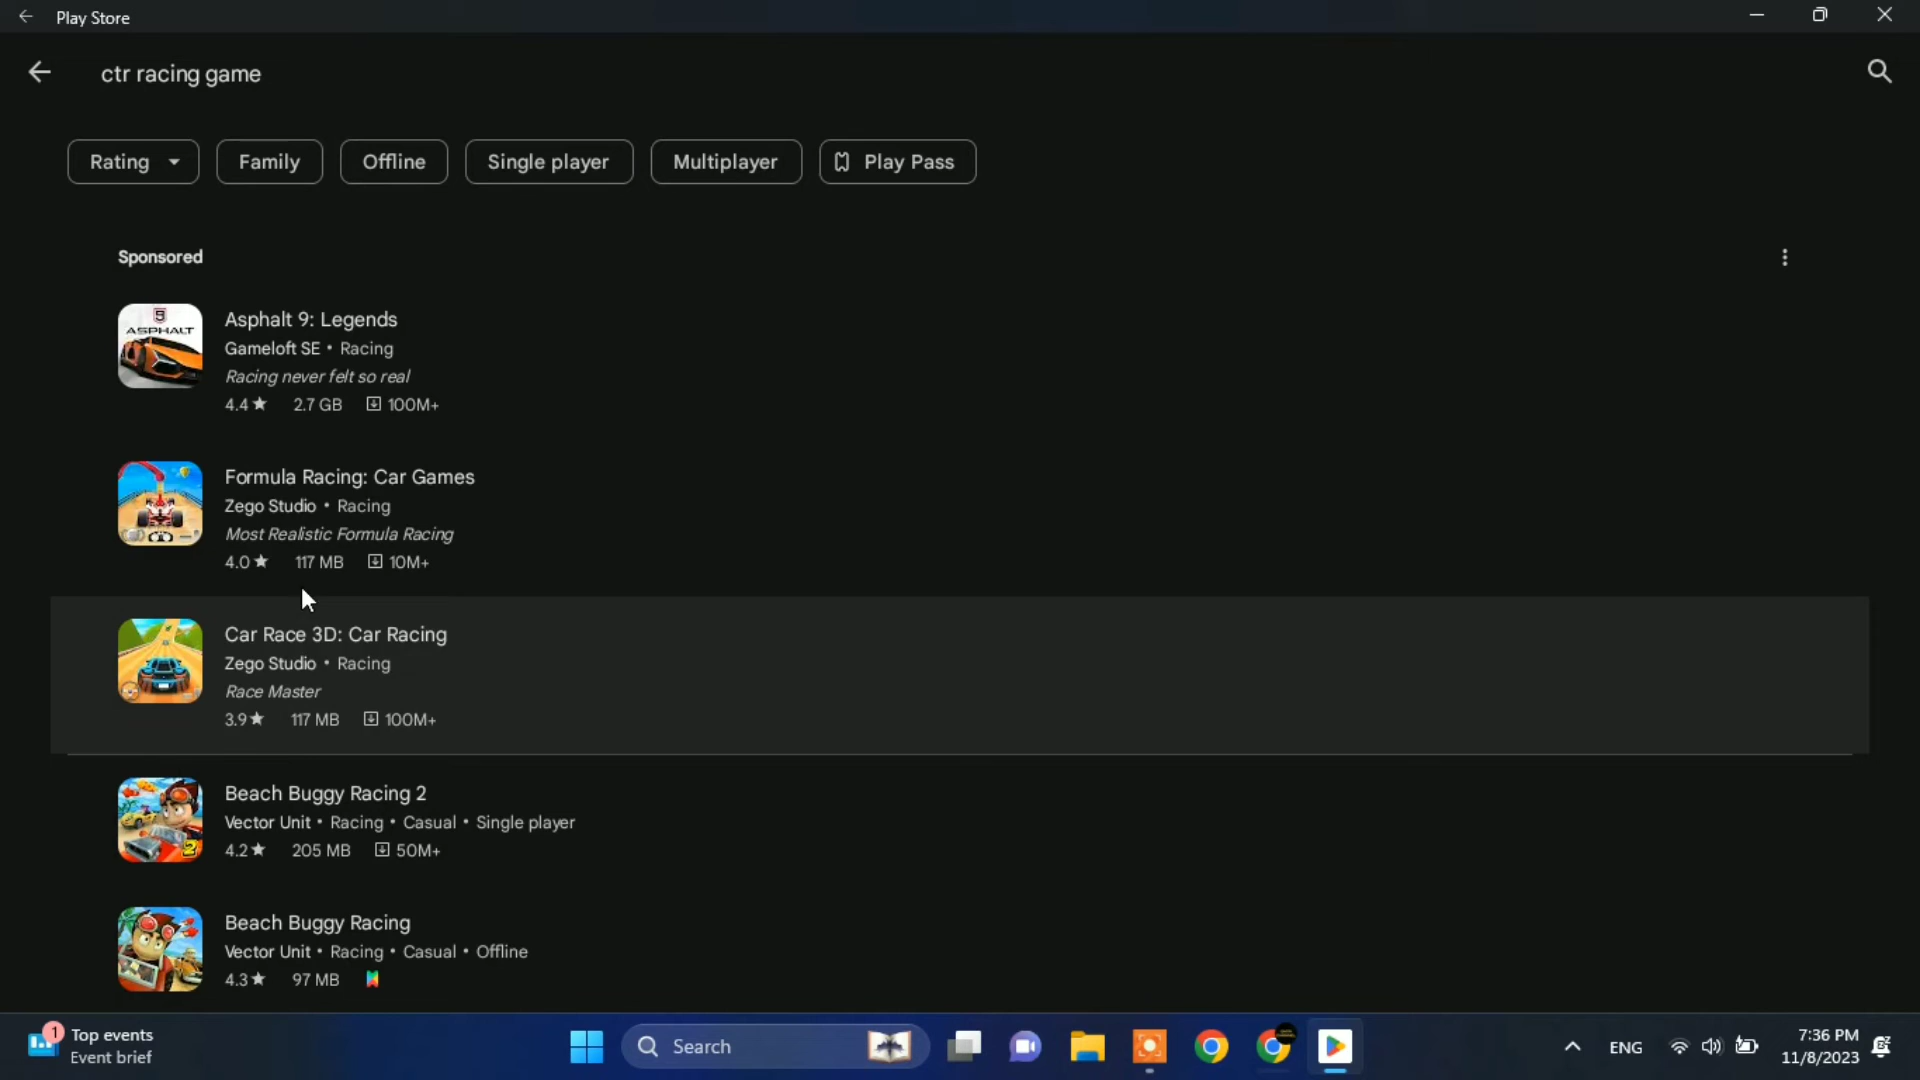 Play Store
ctr racing game
Rating
Family
Offline
Single player
Multiplayer
Play Pass
Sponsored
ASPHALT
Asphalt 9: Legends
Gameloft SE • Racing
Racing never felt so real
4.4★ 2.7 GB 100M+
Formula Racing: Car Games
Zego Studio • Racing
Most Realistic Formula Racing
4.0★ 117 MB 10M+
Car Race 3D: Car Racing
Zego Studio • Racing
Race Master
3.9★ 117 MB 100M+
2
Beach Buggy Racing 2
Vector Unit • Racing • Casual • Single player
4.2★ 205 MB 50M+
Beach Buggy Racing
Vector Unit • Racing • Casual • Offline
4.3★ 97 MB
1
Top events
Event brief
Search
ENG
7:36 PM
11/8/2023